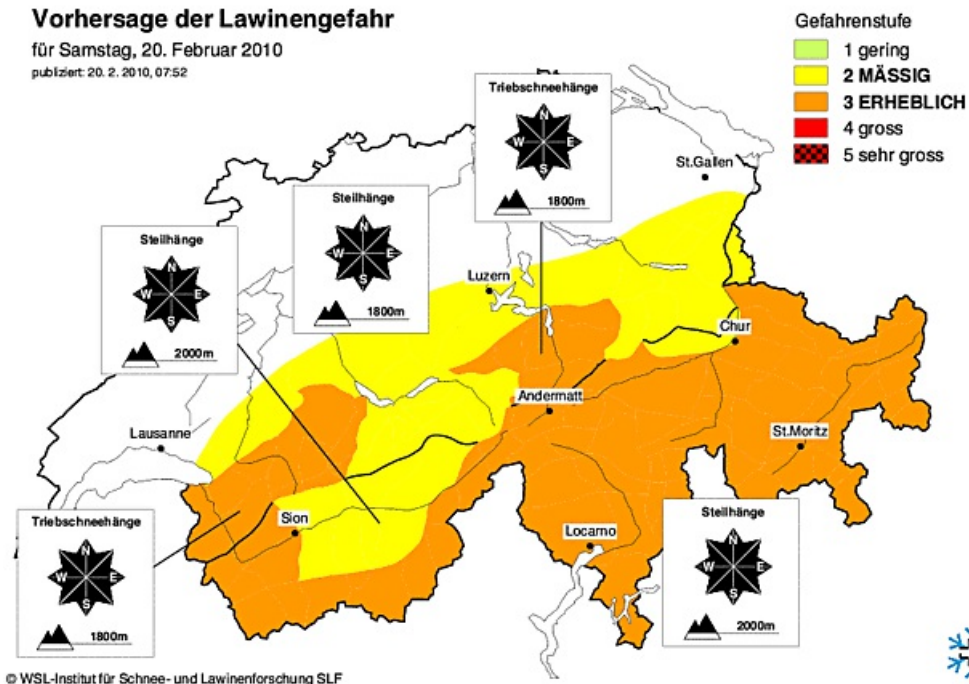 Vorhersage der Lawinengefahr
für Samstag, 20. Februar 2010
publiziert: 20. 2. 2010, 07:52
Gefahrenstufe
1 gering
2 MÄSSIG
3 ERHEBLICH
4 gross
5 sehr gross
Triebschneehänge
N
W E
S
1800m
St.Gallen
Steilhänge
N
W E
S
1800m
Steilhänge
N
W E
S
2000m
Luzern
Chur
Andermatt
Lausanne
St.Moritz
Sion
Locarno
Triebschneehänge
N
W E
S
1800m
Steilhänge
N
W E
S
2000m
© WSL-Institut für Schnee- und Lawinenforschung SLF